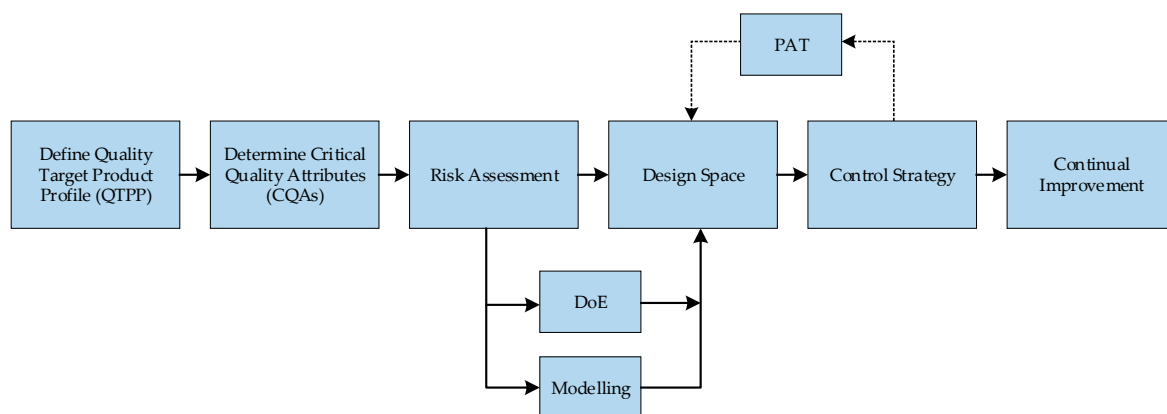 PAT
Define Quality
Target Product
Profile (QTPP)
Determine Critical
Quality Attributes
(CQAs)
Risk Assessment
Design Space
Control Strategy
Continual
Improvement
DoE
Modelling